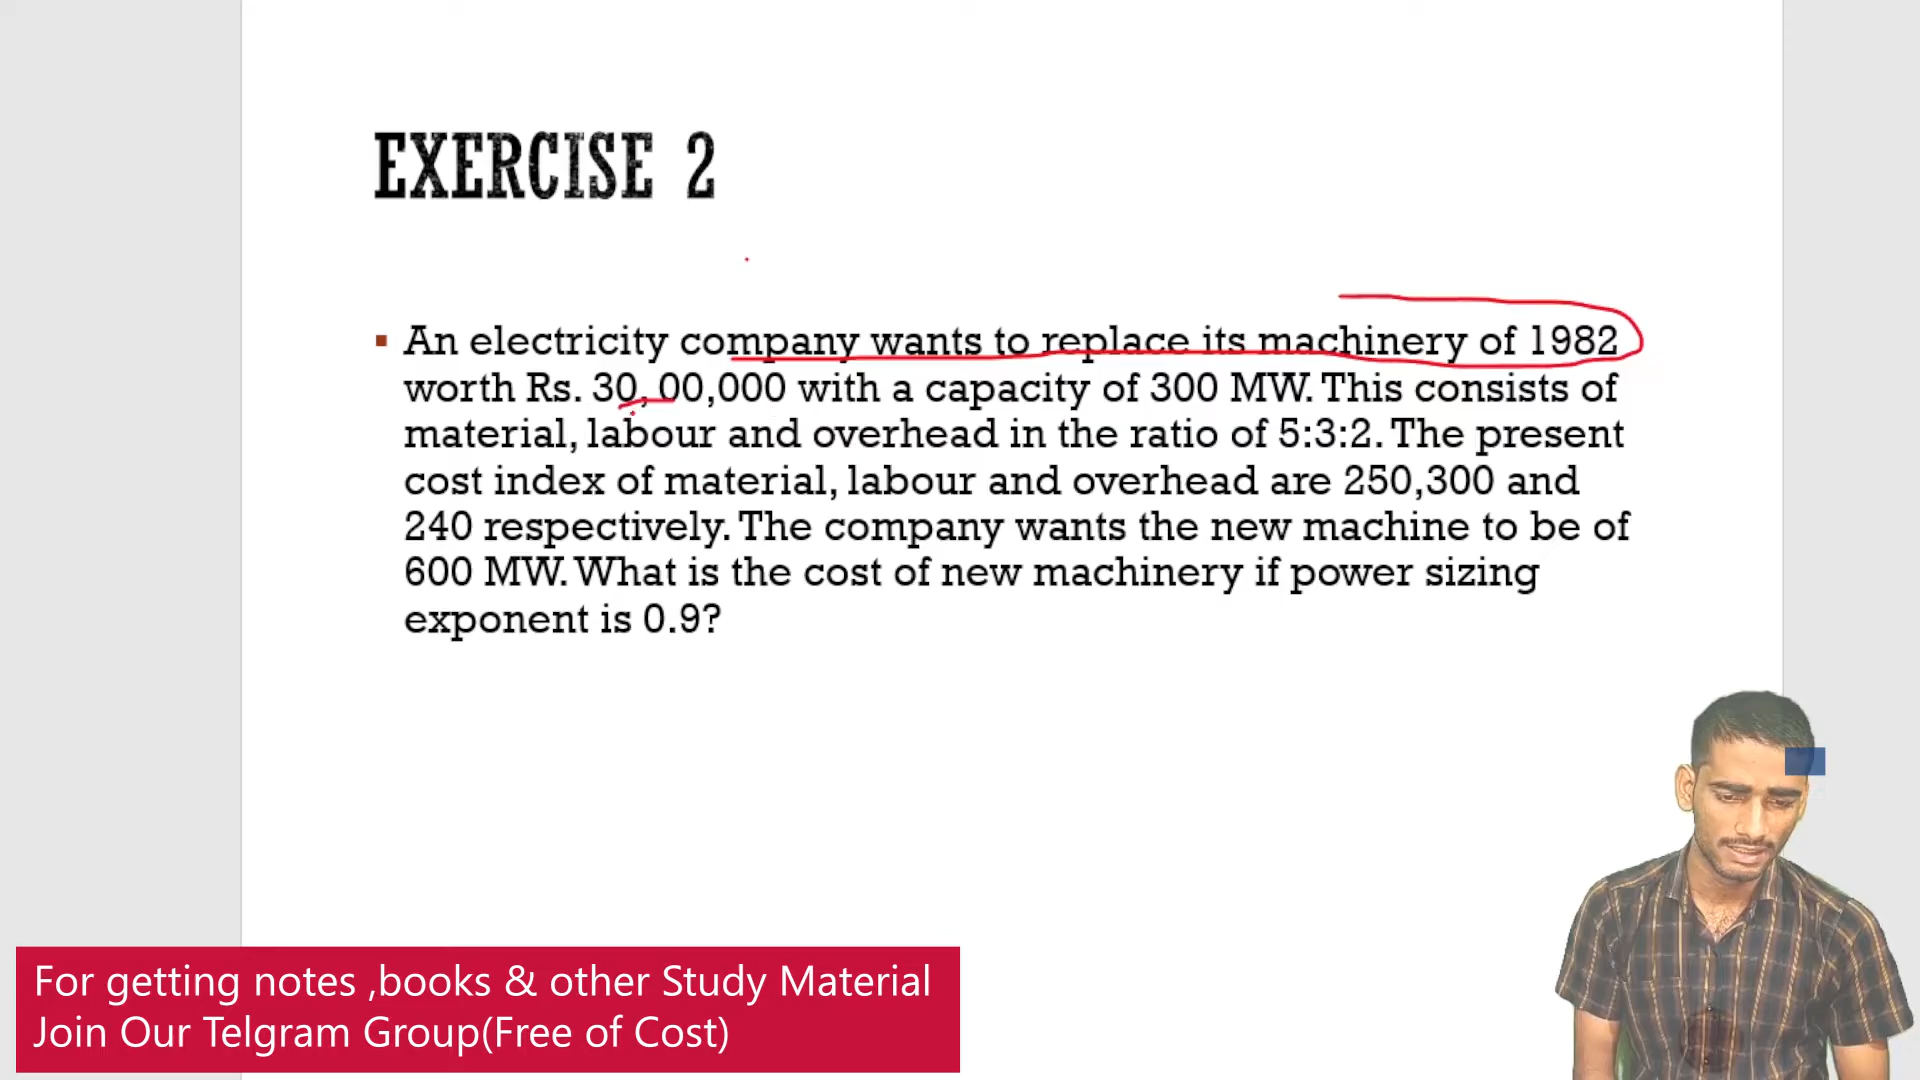 EXERCISE 2
▪ An electricity company wants to replace its machinery of 1982
worth Rs. 30,00,000 with a capacity of 300 MW. This consists of
material, labour and overhead in the ratio of 5:3:2. The present
cost index of material, labour and overhead are 250,300 and
240 respectively. The company wants the new machine to be of
600 MW. What is the cost of new machinery if power sizing
exponent is 0.9?
For getting notes ,books & other Study Material
Join Our Telgram Group(Free of Cost)